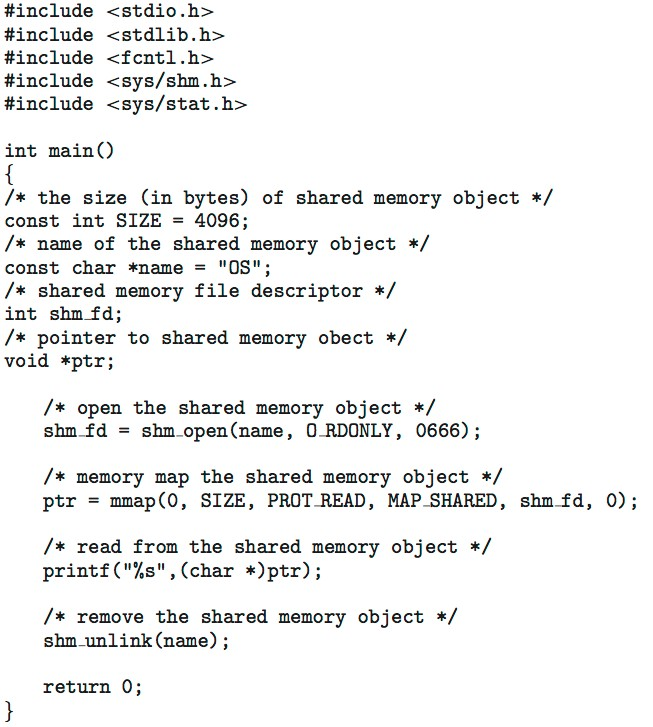 #include <stdio.h>
#include <stdlib.h>
#include <fcntl.h>
#include <sys/shm.h>
#include <sys/stat.h>
int main()
{
/* the size (in bytes) of shared memory object */
const int SIZE = 4096;
/* name of the shared memory object */
const char *name = "OS";
/* shared memory file descriptor */
int shm_fd;
/* pointer to shared memory obect */
void *ptr;
/* open the shared memory object */
shm_fd = shm_open(name, O_RDONLY, 0666);
/* memory map the shared memory object */
ptr = mmap(0, SIZE, PROT_READ, MAP_SHARED, shm_fd, 0);
/* read from the shared memory object */
printf("%s",(char *)ptr);
/* remove the shared memory object */
shm_unlink(name);
return 0;
}